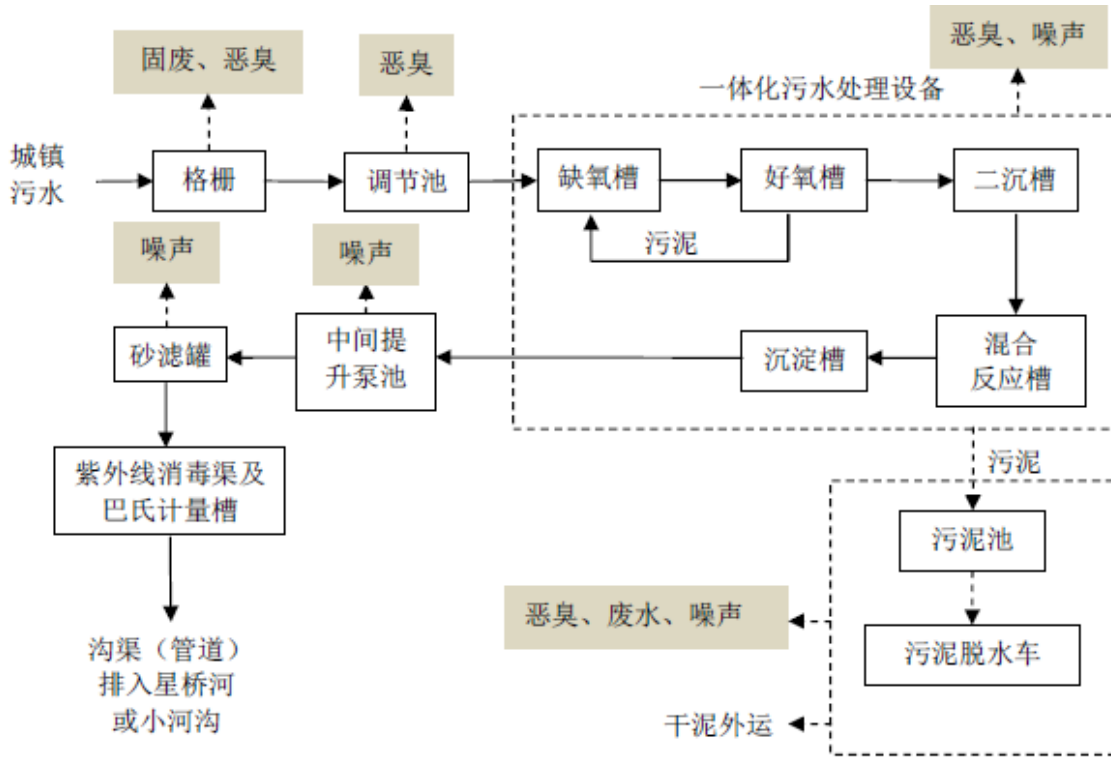 恶臭、噪声
固废、恶臭
恶臭
一体化污水处理设备
城镇
污水
格栅
调节池
缺氧槽
好氧槽
二沉槽
污泥
噪声
噪声
砂滤罐
中间提
升泵池
沉淀槽
混合
反应槽
紫外线消毒渠及
巴氏计量槽
污泥
污泥池
恶臭、废水、噪声
污泥脱水车
沟渠（管道）
排入星桥河
或小河沟
干泥外运